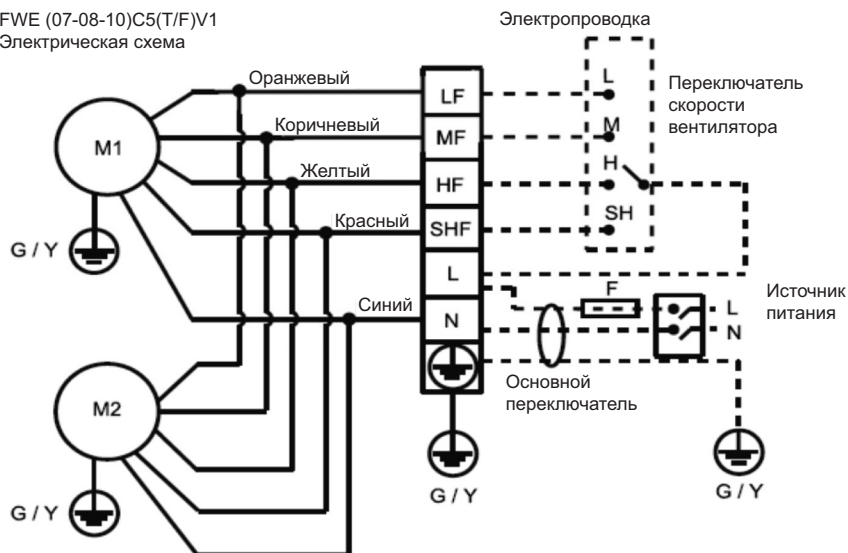 FWE (07-08-10)C5(T/F)V1
Электрическая схема
Электропроводка
Оранжевый
Коричневый
Желтый
Красный
Синий
M1
G / Y
M2
G / Y
LF
MF
HF
SHF
L
N
G / Y
L
M
H
SH
Переключатель
скорости
вентилятора
F
L
N
Источник
питания
Основной
переключатель
G / Y